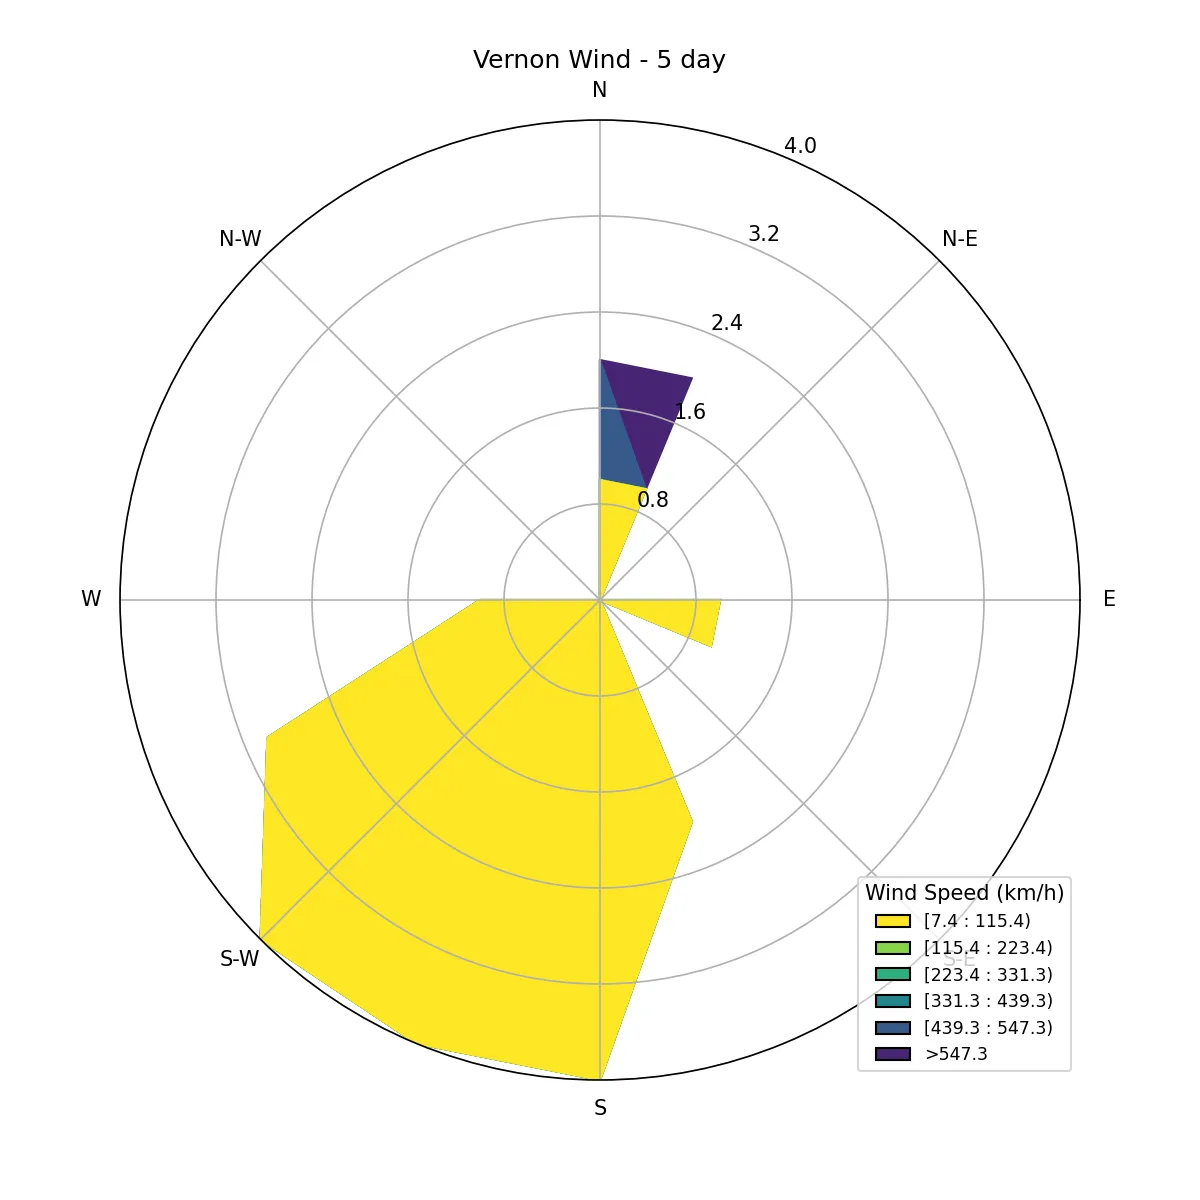 Vernon Wind - 5 day
N
4.0
N-W
3.2
N-E
2.4
1.6
0.8
W
E
Wind Speed (km/h)
[7.4 : 115.4)
[115.4 : 223.4)
S-W
S-E
[223.4 : 331.3)
[331.3 : 439.3)
[439.3 : 547.3)
>547.3
S